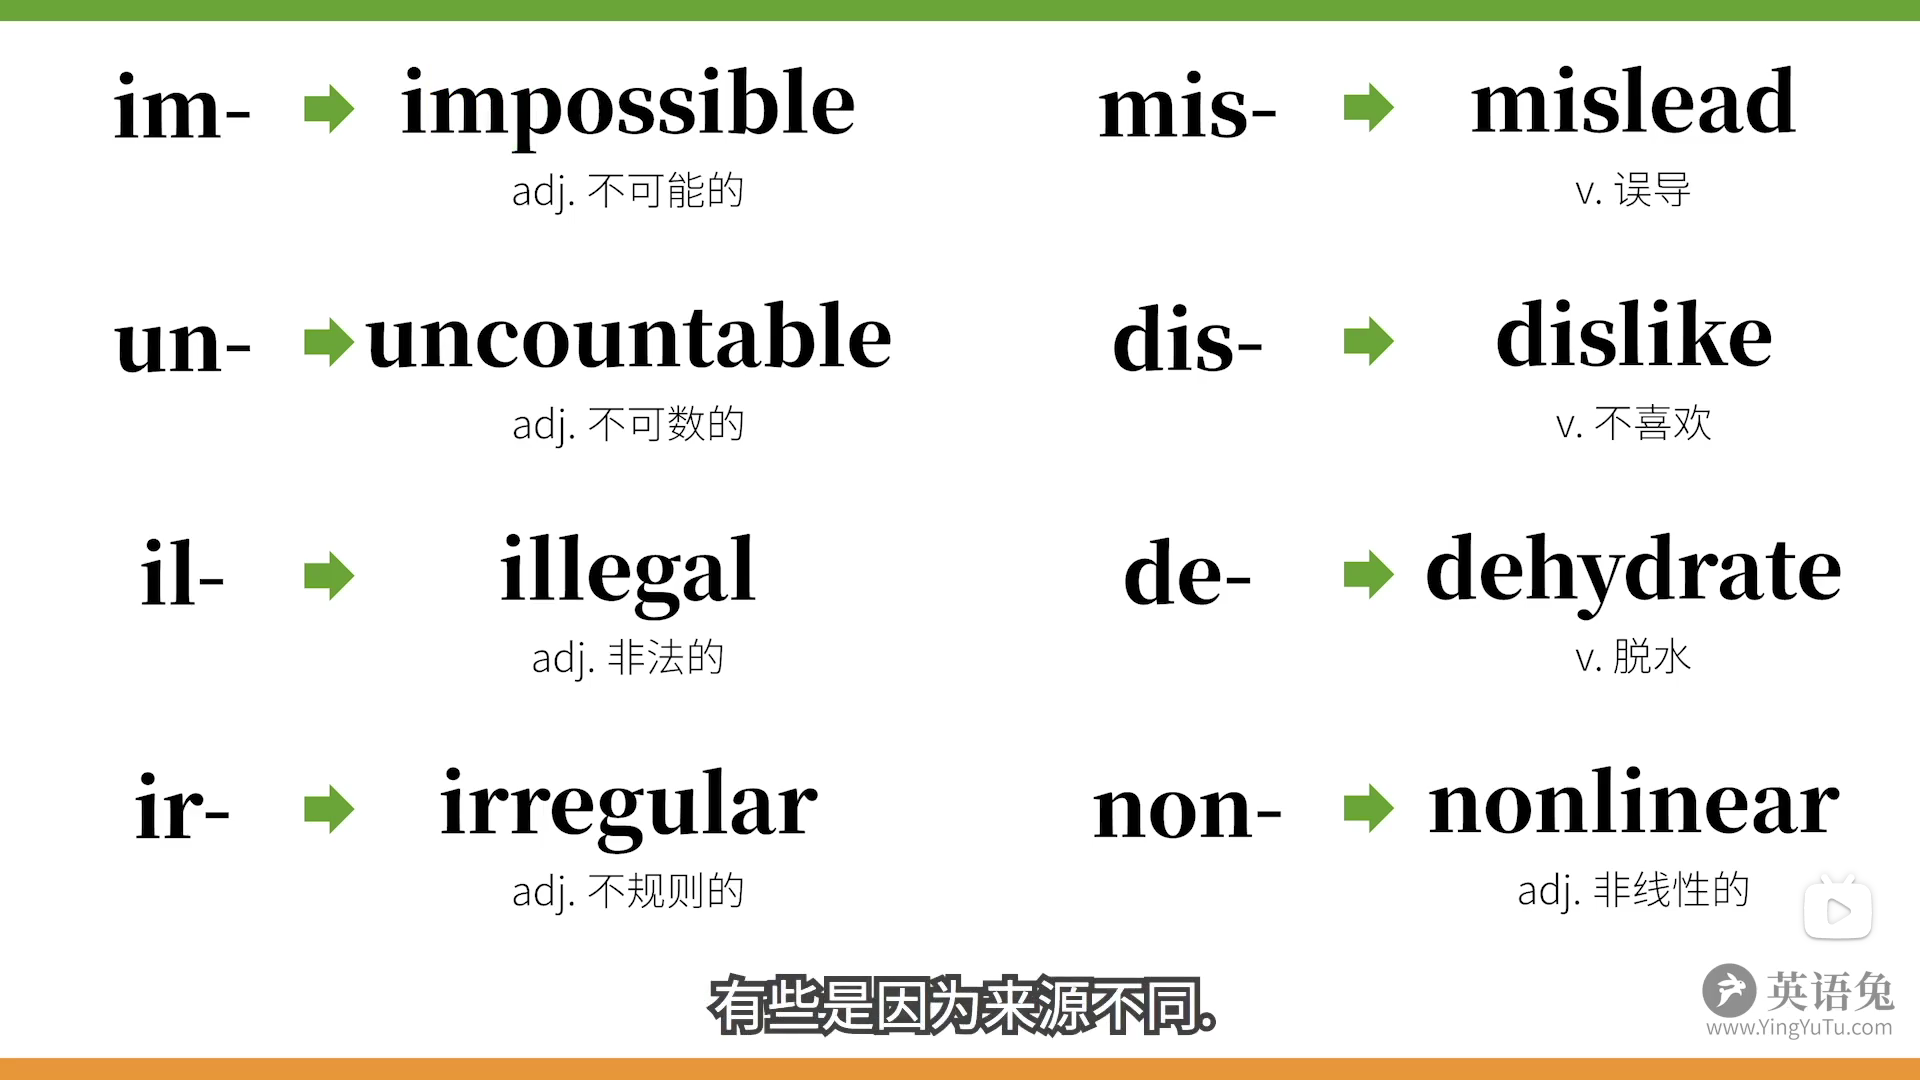 im- impossible
adj. 不可能的
un- uncountable
adj. 不可数的
il- illegal
adj. 非法的
ir- irregular
adj. 不规则的
mis- mislead
v. 误导
dis- dislike
v. 不喜欢
de- dehydrate
v. 脱水
non- nonlinear
adj. 非线性的
有些是因为来源不同。
英语兔
www.YingYuTu.com